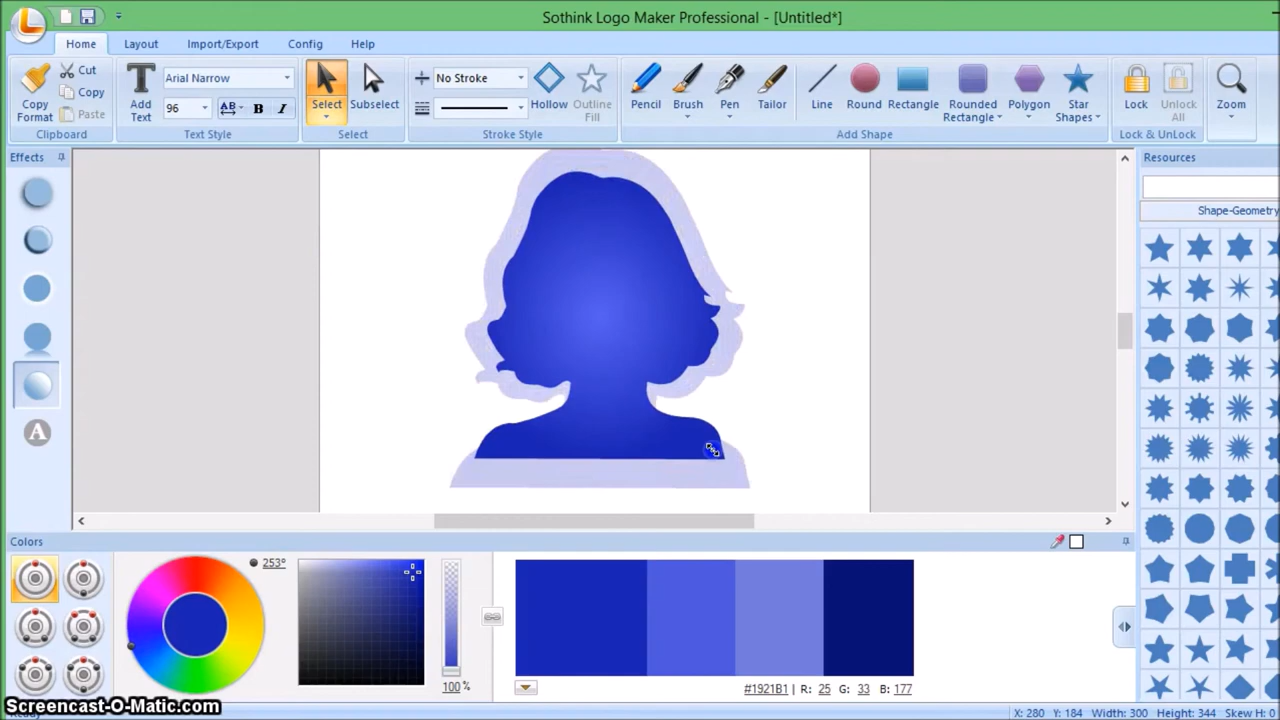 Sothink Logo Maker Professional - [Untitled*]
Home Layout Import/Export Config Help
Copy Format Cut Copy Paste Clipboard
Add Text Arial Narrow 96 AB B I Text Style
Select Subselect Select
No Stroke Hollow Outline Fill Stroke Style
Pencil Brush Pen Tailor Line Round Rectangle Rounded Rectangle Polygon Star Shapes Add Shape
Lock Unlock All Lock & UnLock
Zoom
Effects
A
Resources
Shape-Geometry
Colors
253°
100 %
#1921B1 | R: 25 G: 33 B: 177
Screencast-O-Matic.com
X: 280 Y: 184 Width: 300 Height: 344 Skew H: 0